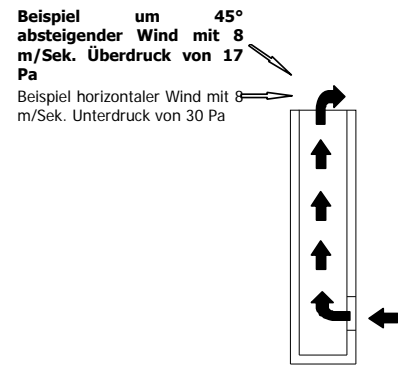 Beispiel um 45°
absteigender Wind mit 8
m/Sek. Überdruck von 17
Pa
Beispiel horizontaler Wind mit 8
m/Sek. Unterdruck von 30 Pa